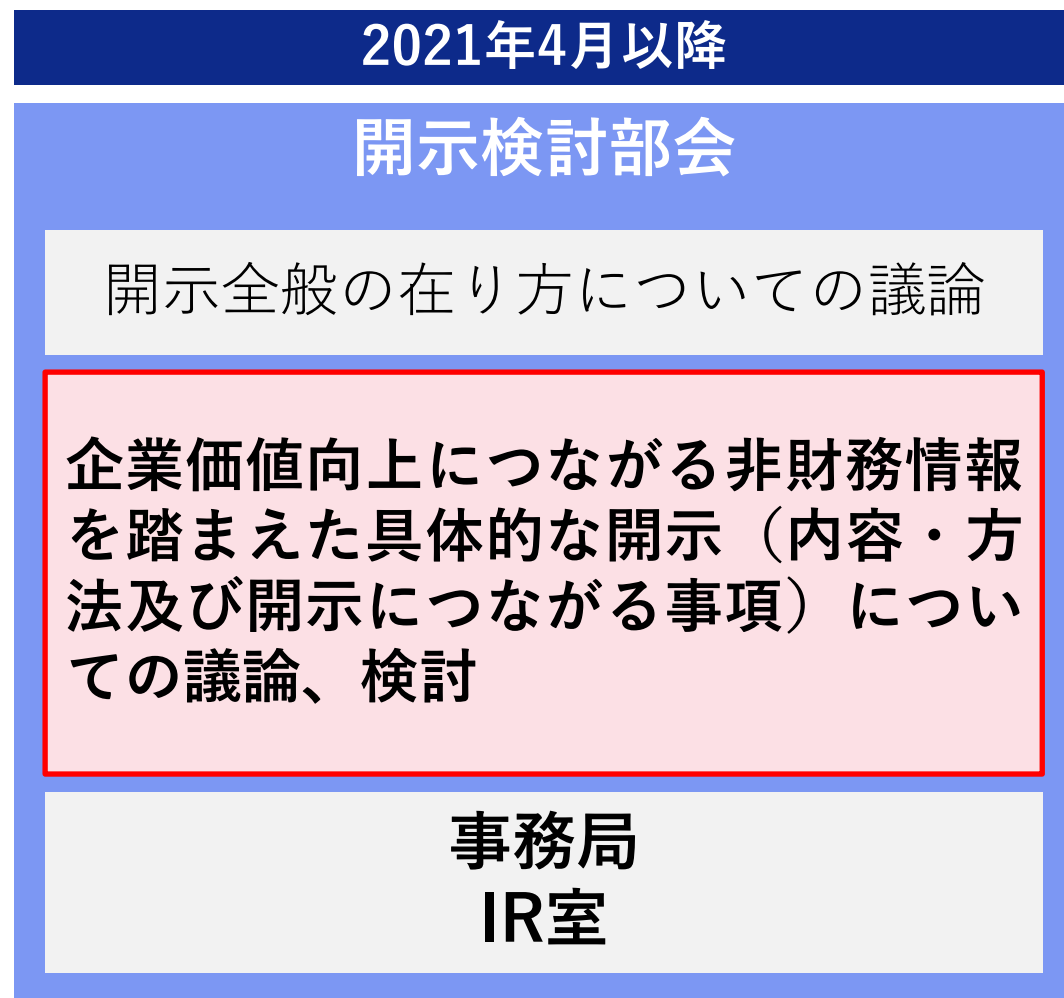 2021年4月以降
開示検討部会
開示全般の在り方についての議論
企業価値向上につながる非財務情報
を踏まえた具体的な開示（内容・方
法及び開示につながる事項）につい
ての議論、検討
事務局
IR室